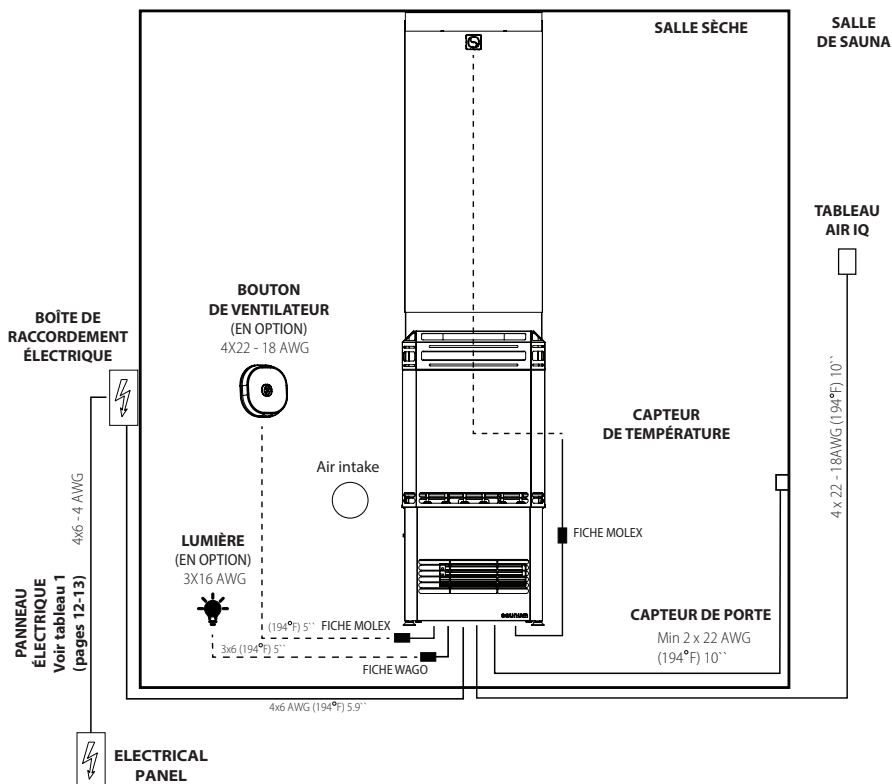 SALLE SÈCHE
SALLE
DE SAUNA
TABLEAU
AIR IQ
BOUTON
DE VENTILATEUR
(EN OPTION)
4X22 - 18 AWG
BOÎTE DE
RACCORDEMENT
ÉLECTRIQUE
CAPTEUR
DE TEMPÉRATURE
4 x 22 - 18AWG (194°F) 10``
Air intake
4x6 - 4 AWG
FICHE MOLEX
LUMIÈRE
(EN OPTION)
3X16 AWG
PANNEAU
ÉLECTRIQUE
Voir tableau 1
(pages 12-13)
saunum
CAPTEUR DE PORTE
Min 2 x 22 AWG
(194°F) 10``
(194°F) 5``
FICHE MOLEX
3x6 (194°F) 5``
FICHE WAGO
4x6 AWG (194°F) 5.9``
ELECTRICAL
PANEL